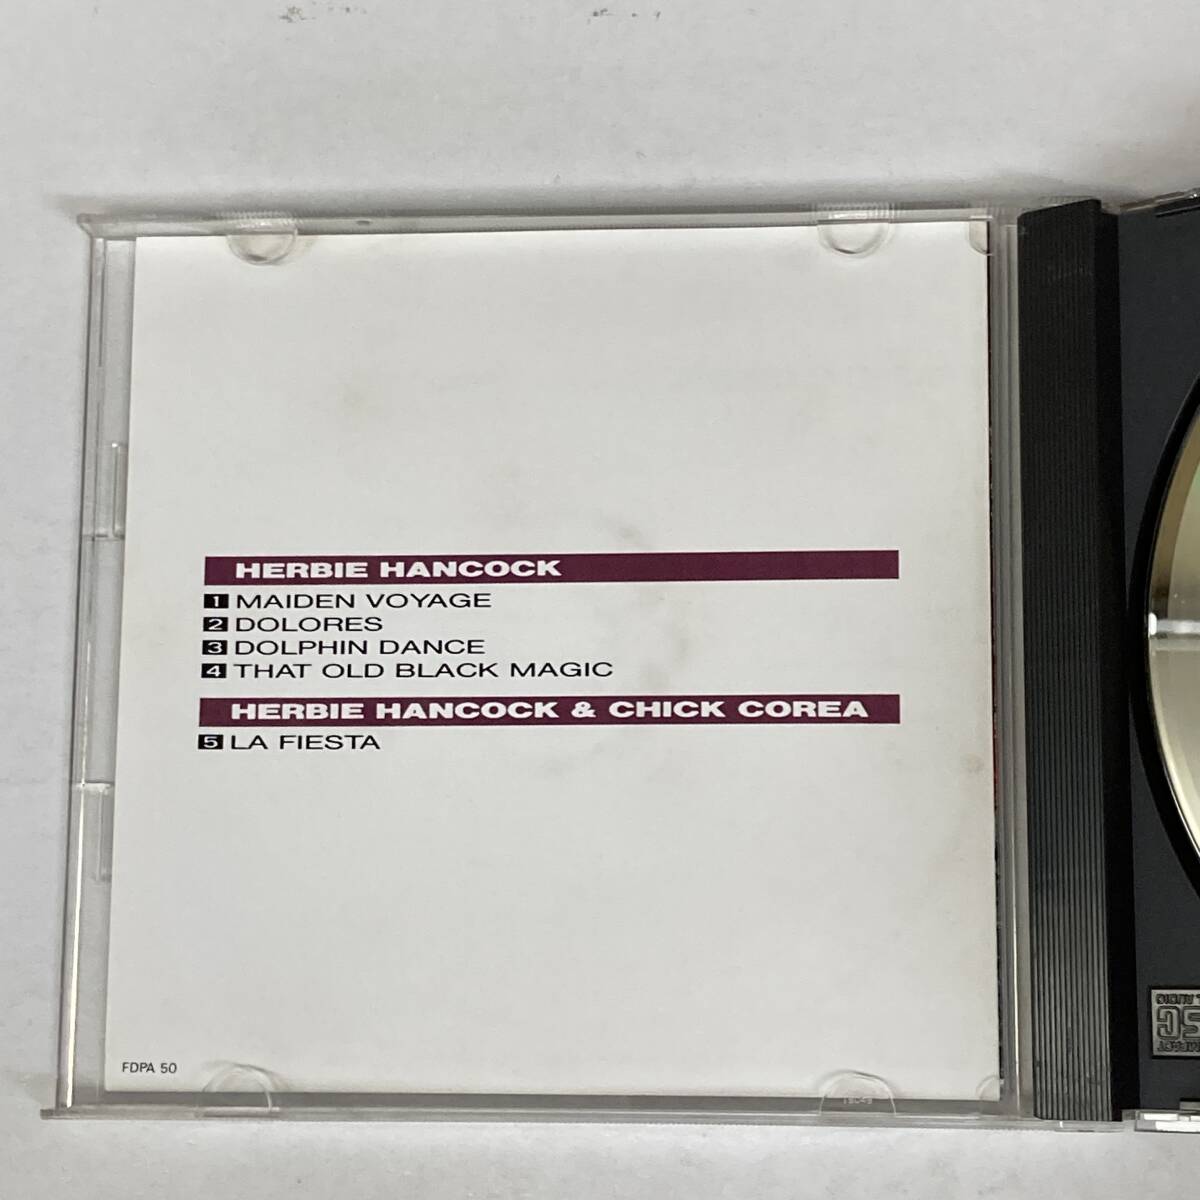 HERBIE HANCOCK
1 MAIDEN VOYAGE
2 DOLORES
3 DOLPHIN DANCE
4 THAT OLD BLACK MAGIC
HERBIE HANCOCK & CHICK COREA
5 LA FIESTA
FDPA 50